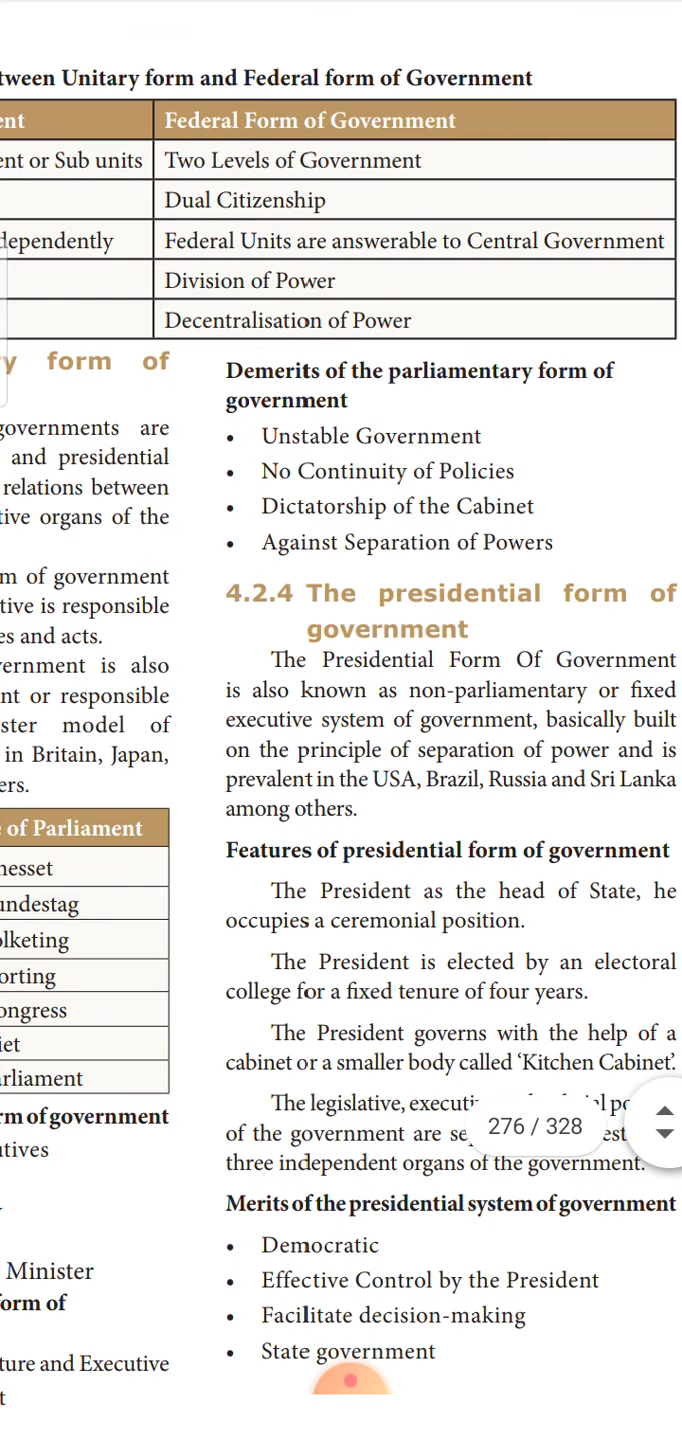 tween Unitary form and Federal form of Government
ent
Federal Form of Government
ent or Sub units
Two Levels of Government
Dual Citizenship
dependently
Federal Units are answerable to Central Government
Division of Power
Decentralisation of Power
y form of
governments are
and presidential
relations between
tive organs of the
m of government
tive is responsible
es and acts.
vernment is also
nt or responsible
ster model of
in Britain, Japan,
ers.
e of Parliament
nesset
undestag
olketing
orting
ongress
iet
arliament
rm of government
utives
Minister
form of
ture and Executive
t
Demerits of the parliamentary form of
government
• Unstable Government
• No Continuity of Policies
• Dictatorship of the Cabinet
• Against Separation of Powers
4.2.4 The presidential form of
government
The Presidential Form Of Government
is also known as non-parliamentary or fixed
executive system of government, basically built
on the principle of separation of power and is
prevalent in the USA, Brazil, Russia and Sri Lanka
among others.
Features of presidential form of government
The President as the head of State, he
occupies a ceremonial position.
The President is elected by an electoral
college for a fixed tenure of four years.
The President governs with the help of a
cabinet or a smaller body called ‘Kitchen Cabinet’.
The legislative, executi
of the government are se
three independent organs of the government.
276 / 328
Merits of the presidential system of government
• Democratic
• Effective Control by the President
• Facilitate decision-making
• State government